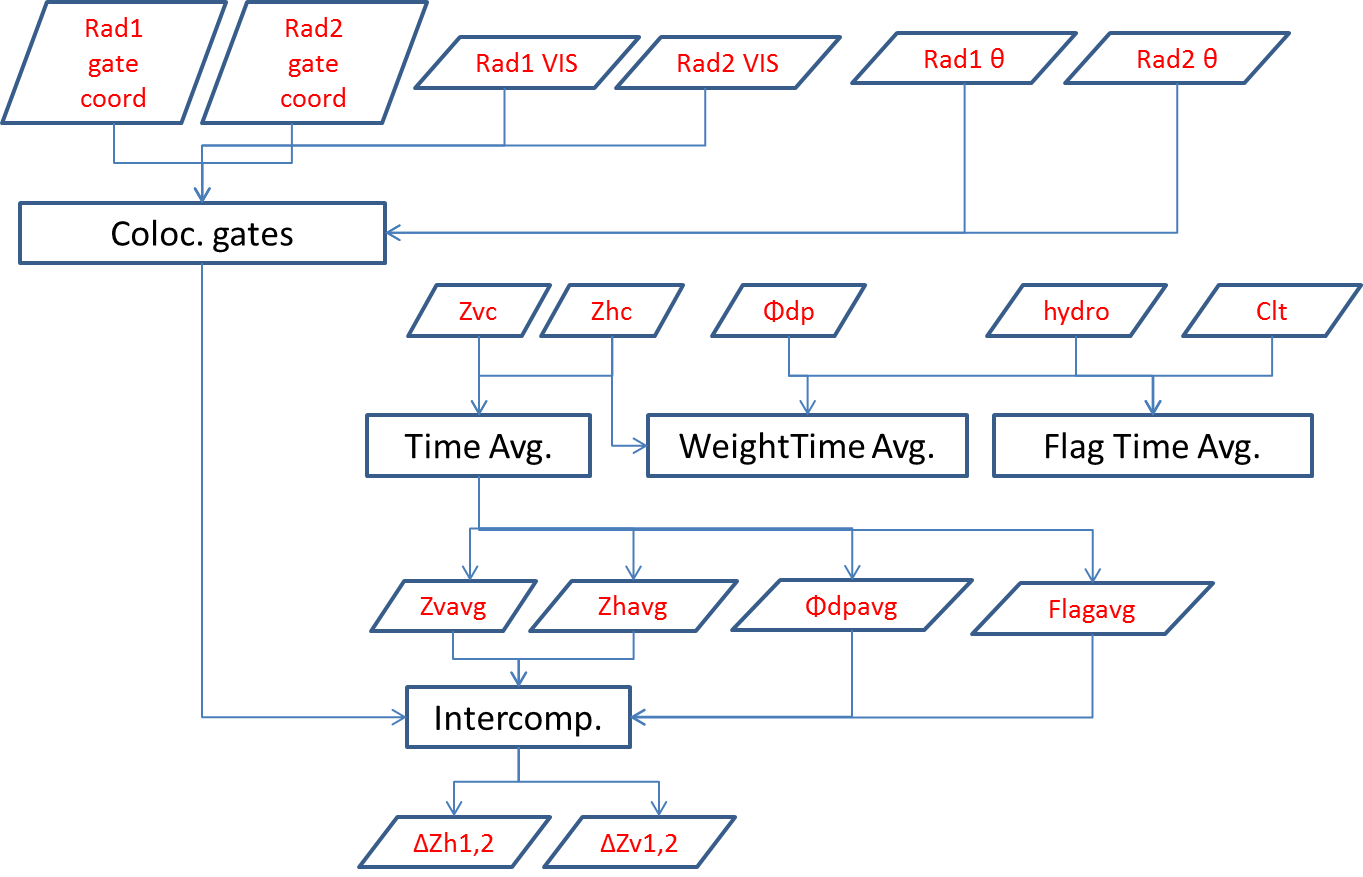 Rad1
gate
coord
Rad2
gate
coord
Rad1 VIS
Rad2 VIS
Rad1 θ
Rad2 θ
Coloc. gates
Zvc
Zhc
Φdp
hydro
Clt
Time Avg.
WeightTime Avg.
Flag Time Avg.
Zvavg
Zhavg
Φdpavg
Flagavg
Intercomp.
ΔZh1,2
ΔZv1,2